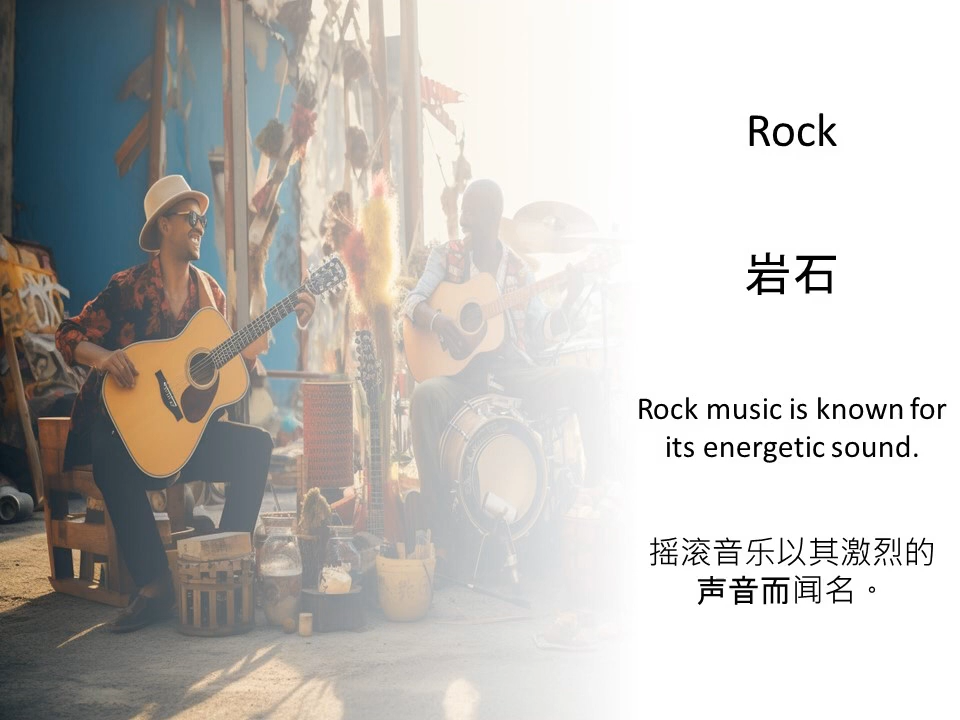 Rock
岩石
Rock music is known for
its energetic sound.
摇滚音乐以其激烈的
声音而闻名。